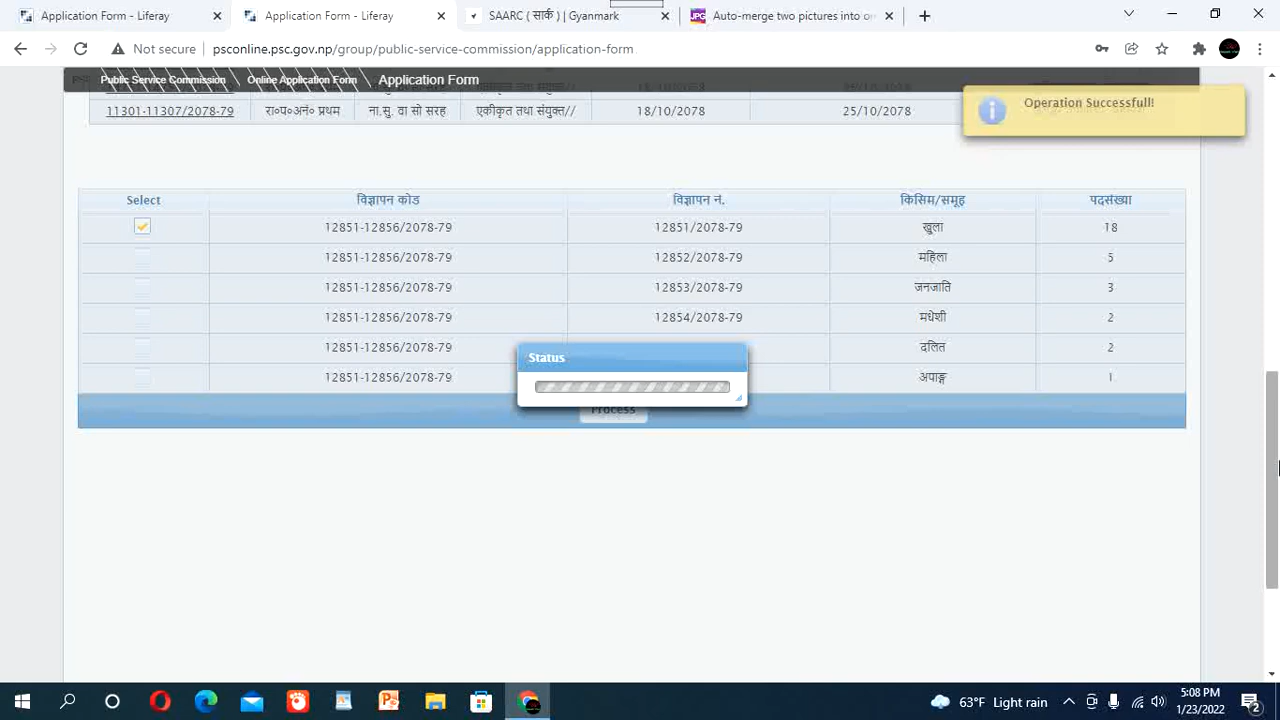 Application Form - Liferay
Application Form - Liferay
SAARC ( सार्क ) | Gyanmark
JPG Auto-merge two pictures into on
Not secure psconline.psc.gov.np/group/public-service-commission/application-form
Public Service Commission Online Application Form Application Form
11301-11307/2078-79 रा०प०अनं० प्रथम ना.सु. वा सो सरह एकीकृत तथा संयुक्त// 18/10/2078 25/10/2078
Operation Successfull!
Select विज्ञापन कोड विज्ञापन नं. किसिम/समूह पदसंख्या
12851-12856/2078-79 12851/2078-79 खुला 18
12851-12856/2078-79 12852/2078-79 महिला 5
12851-12856/2078-79 12853/2078-79 जनजाति 3
12851-12856/2078-79 12854/2078-79 मधेशी 2
12851-12856/2078-79 दलित 2
Status
12851-12856/2078-79 अपाङ्ग 1
Process
63°F Light rain
5:08 PM
1/23/2022
2